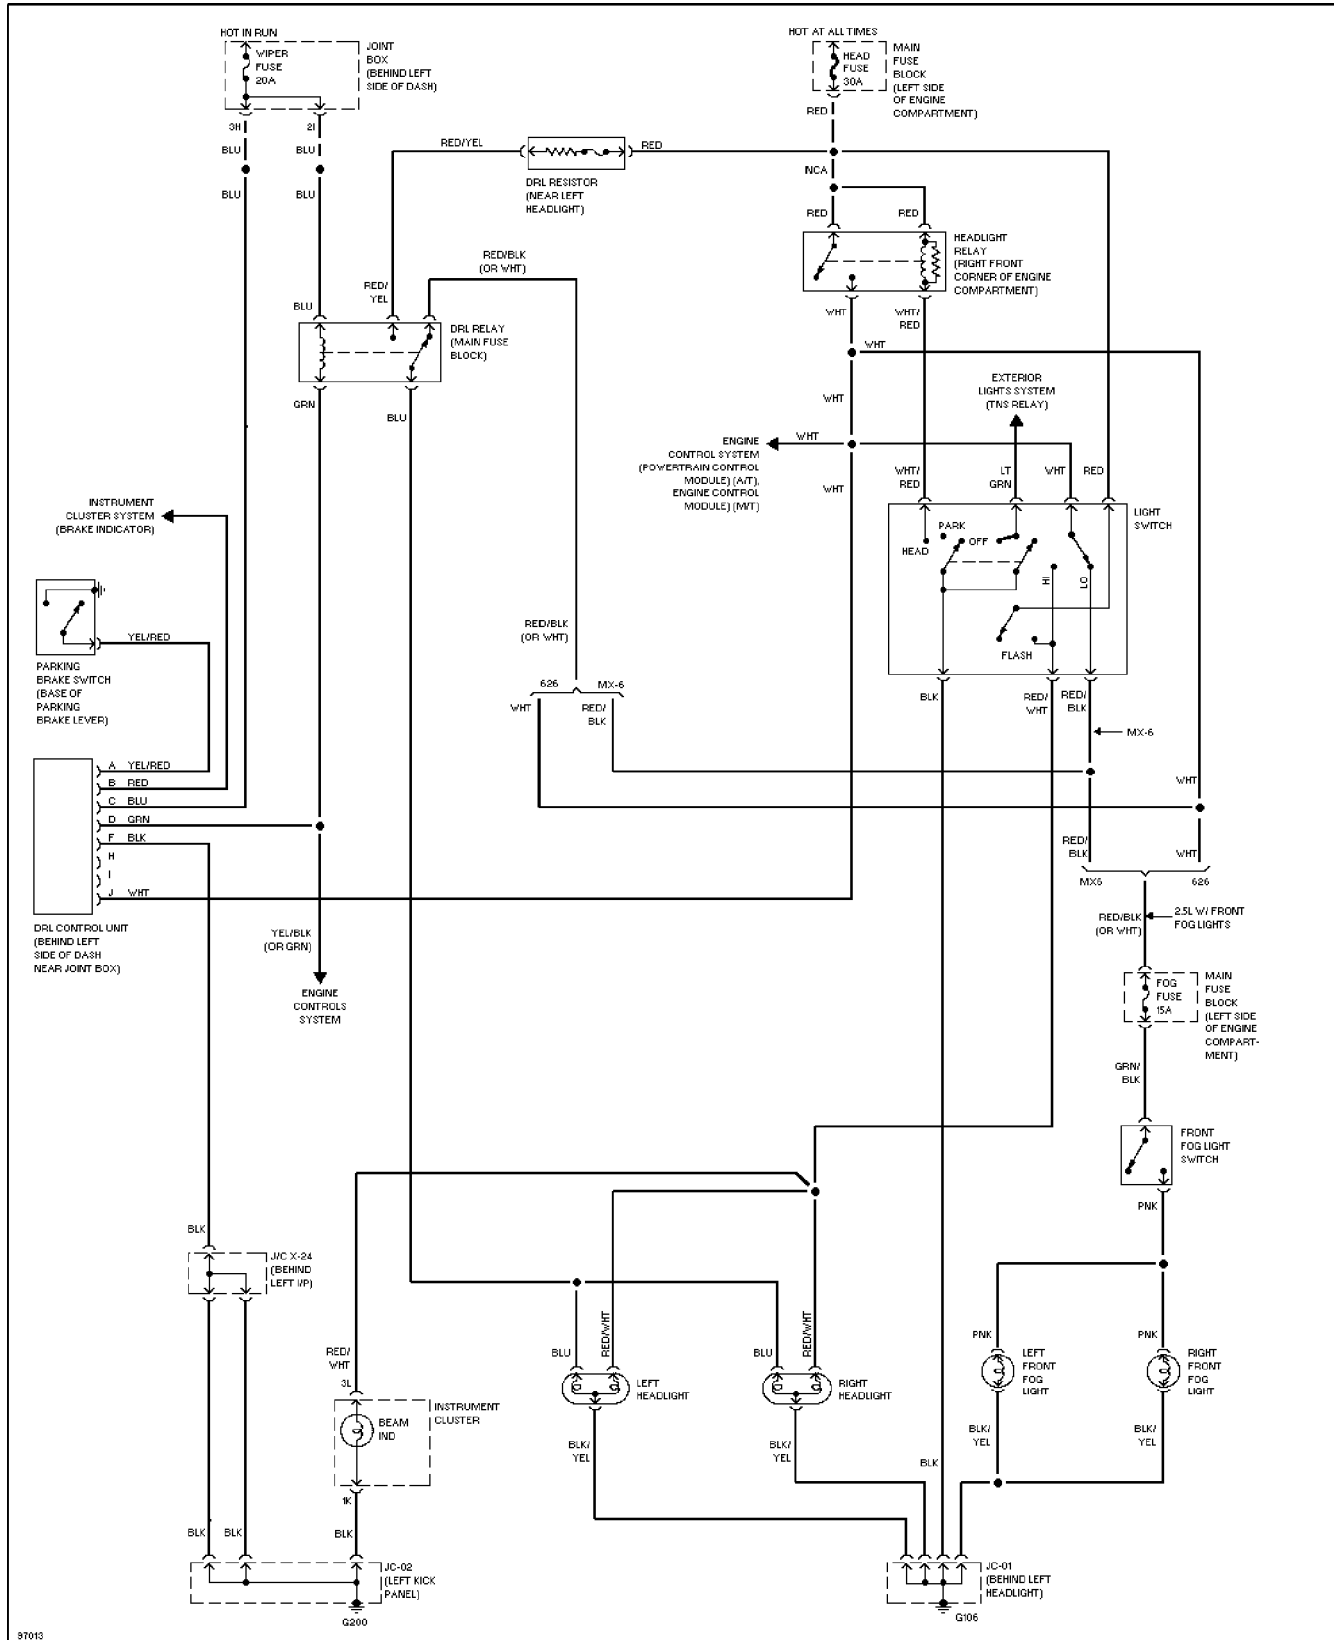 HOT IN RUN
WIPER
FUSE
20A
JOINT
BOX
(BEHIND LEFT
SIDE OF DASH)
3H
2I
BLU
BLU
BLU
BLU
HOT AT ALL TIMES
HEAD
FUSE
30A
MAIN
FUSE
BLOCK
(LEFT SIDE
OF ENGINE
COMPARTMENT)
RED
RED/YEL
RED
DRL RESISTOR
(NEAR LEFT
HEADLIGHT)
NCA
RED
RED
HEADLIGHT
RELAY
(RIGHT FRONT
CORNER OF ENGINE
COMPARTMENT)
RED/BLK
(OR WHT)
RED/
YEL
BLU
DRL RELAY
(MAIN FUSE
BLOCK)
GRN
BLU
WHT
WHT/
RED
WHT
WHT
EXTERIOR
LIGHTS SYSTEM
(TNS RELAY)
ENGINE
CONTROL SYSTEM
(POWERTRAIN CONTROL
MODULE) (A/T),
ENGINE CONTROL
MODULE) (M/T)
WHT
WHT
WHT/
RED
LT
GRN
WHT
RED
LIGHT
SWITCH
PARK
OFF
HEAD
HI
LO
FLASH
INSTRUMENT
CLUSTER SYSTEM
(BRAKE INDICATOR)
YEL/RED
PARKING
BRAKE SWITCH
(BASE OF
PARKING
BRAKE LEVER)
RED/BLK
(OR WHT)
626
MX-6
WHT
RED/
BLK
BLK
RED/
WHT
RED/
BLK
MX-6
WHT
A YEL/RED
B RED
C BLU
D GRN
F BLK
H
I
J WHT
DRL CONTROL UNIT
(BEHIND LEFT
SIDE OF DASH
NEAR JOINT BOX)
RED/
BLK
WHT
MX6
626
YEL/BLK
(OR GRN)
ENGINE
CONTROLS
SYSTEM
RED/BLK
(OR WHT)
2.5L W/ FRONT
FOG LIGHTS
FOG
FUSE
15A
MAIN
FUSE
BLOCK
(LEFT SIDE
OF ENGINE
COMPART-
MENT)
GRN/
BLK
FRONT
FOG LIGHT
SWITCH
PNK
BLK
J/C X-24
(BEHIND
LEFT I/P)
RED/
WHT
3L
INSTRUMENT
CLUSTER
BEAM
IND
1K
BLK
BLU
RED/WHT
LEFT
HEADLIGHT
BLU
RED/WHT
RIGHT
HEADLIGHT
PNK
LEFT
FRONT
FOG
LIGHT
PNK
RIGHT
FRONT
FOG
LIGHT
BLK/
YEL
BLK/
YEL
BLK
BLK/
YEL
BLK/
YEL
BLK
BLK
JC-02
(LEFT KICK
PANEL)
G200
JC-01
(BEHIND LEFT
HEADLIGHT)
G106
97013